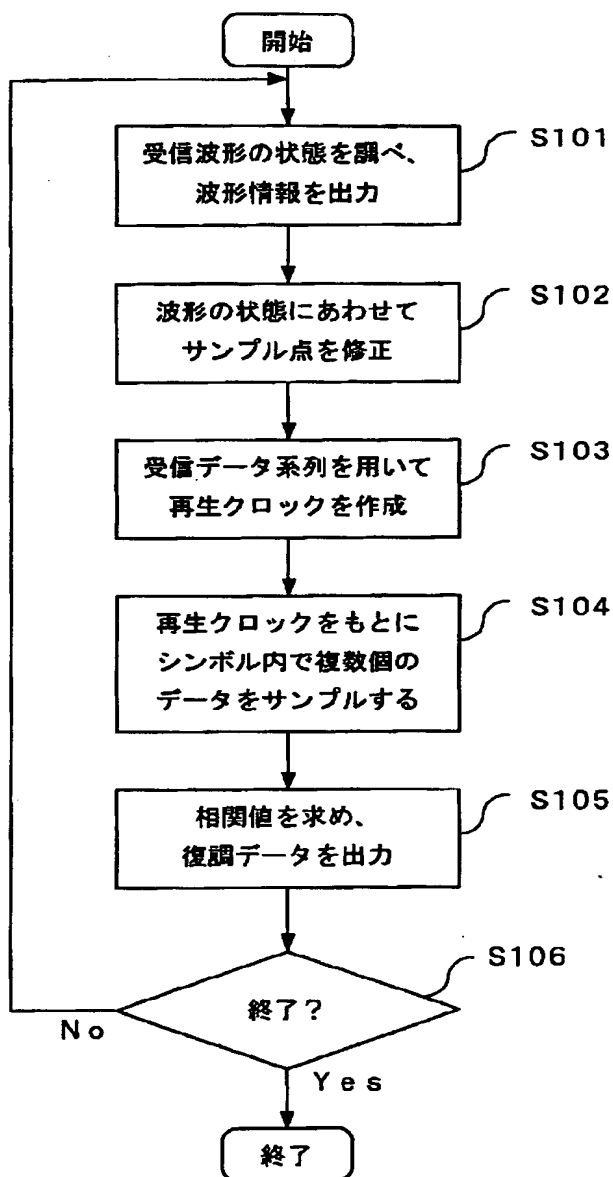 開始
受信波形の状態を調べ、
波形情報を出力
S101
波形の状態にあわせて
サンプル点を修正
S102
受信データ系列を用いて
再生クロックを作成
S103
再生クロックをもとに
シンボル内で複数個の
データをサンプルする
S104
相関値を求め、
復調データを出力
S105
終了?
S106
No
Yes
終了